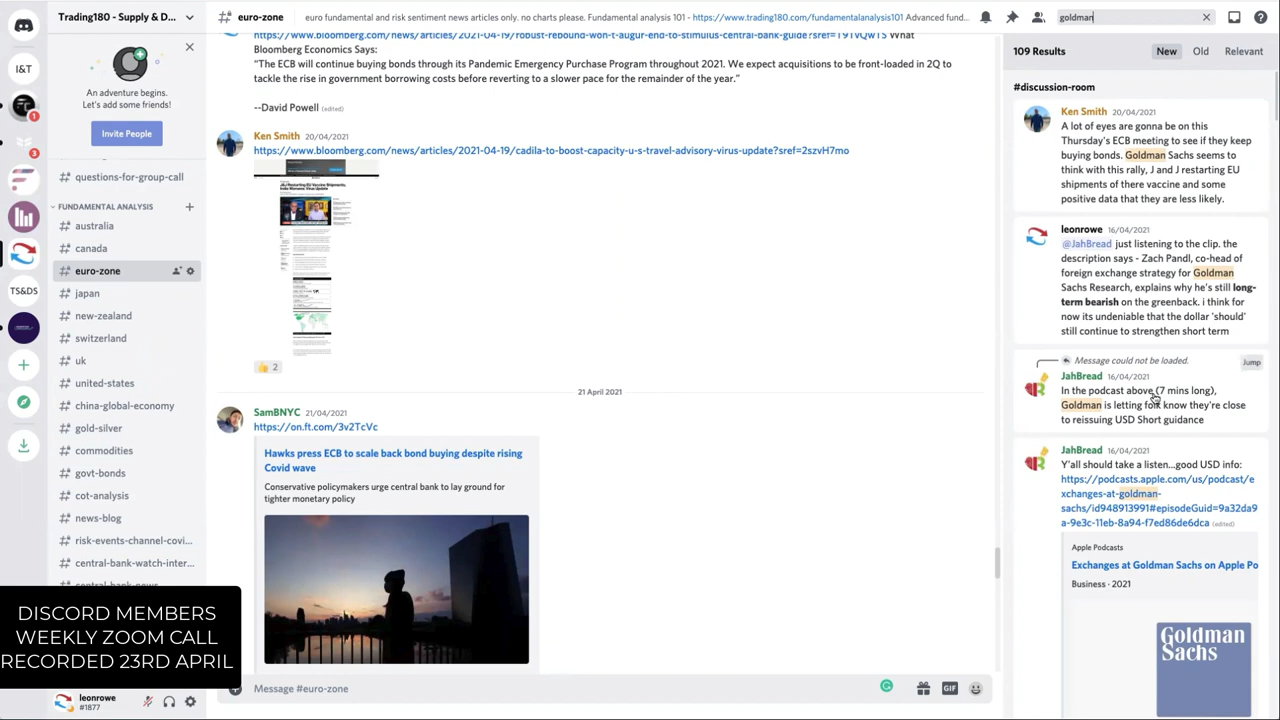 Trading180 - Supply & D...
euro-zone
euro fundamental and risk sentiment news articles only. no charts please. Fundamental analysis 101 - https://www.trading180.com/fundamentalanalysis101 Advanced fund...
goldman
I&T
TS&DS
1
An adventure begins.
Let's add some friends!
Invite People
questions-for-group-call
FUNDAMENTAL ANALYSIS
australia
canada
euro-zone
japan
new-zealand
switzerland
uk
united-states
china-global-economy
gold-silver
commodities
govt-bonds
cot-analysis
news-blog
risk-events-channel-covi...
central-bank-watch-inter...
central-bank-news
DISCORD MEMBERS
WEEKLY ZOOM CALL
RECORDED 23RD APRIL
leonrowe
#1877
What
Bloomberg Economics Says:
“The ECB will continue buying bonds through its Pandemic Emergency Purchase Program throughout 2021. We expect acquisitions to be front-loaded in 2Q to
tackle the rise in government borrowing costs before reverting to a slower pace for the remainder of the year.”
--David Powell (edited)
Ken Smith 20/04/2021
https://www.bloomberg.com/news/articles/2021-04-19/cadila-to-boost-capacity-u-s-travel-advisory-virus-update?sref=2szvH7mo
2
21 April 2021
SamBNYC 21/04/2021
https://on.ft.com/3v2TcVc
Hawks press ECB to scale back bond buying despite rising
Covid wave
Conservative policymakers urge central bank to lay ground for
tighter monetary policy
Message #euro-zone
GIF
109 Results
New
Old
Relevant
#discussion-room
Ken Smith 20/04/2021
A lot of eyes are gonna be on this
Thursday's ECB meeting to see if they keep
buying bonds. Goldman Sachs seems to
think with this rally, J and J restarting EU
shipments of there vaccine and some
positive data that they are less likely.
leonrowe 16/04/2021
@JahBread just listened to the clip. the
description says - Zach Pandl, co-head of
foreign exchange strategy for Goldman
Sachs Research, explains why he's still long-
term bearish on the greenback. i think for
now its undeniable that the dollar 'should'
still continue to strengthen short term
Message could not be loaded.
Jump
JahBread 16/04/2021
In the podcast above (7 mins long),
Goldman is letting folk know they're close
to reissuing USD Short guidance
JahBread 16/04/2021
Y'all should take a listen...good USD info:
https://podcasts.apple.com/us/podcast/e
xchanges-at-goldman-
sachs/id948913991#episodeGuid=9a32da9
a-9e3c-11eb-8a94-f7ed86de6dca (edited)
Apple Podcasts
Exchanges at Goldman Sachs on Apple Po
Business · 2021
Goldman
Sachs